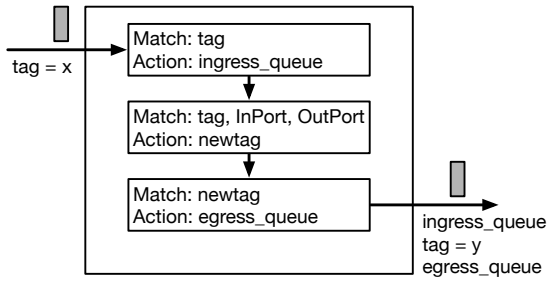 tag = x
Match: tag
Action: ingress_queue
Match: tag, InPort, OutPort
Action: newtag
Match: newtag
Action: egress_queue
ingress_queue
tag = y
egress_queue